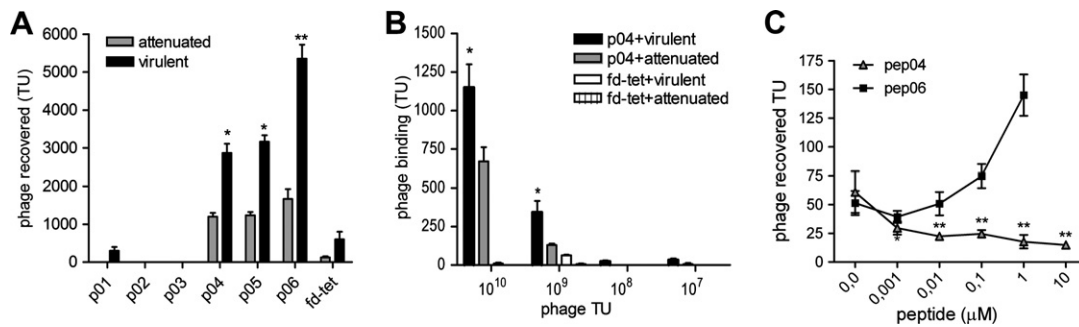 A
phage recovered (TU)
6000
5000
4000
3000
2000
1000
0
attenuated
virulent
*
*
**
p01
p02
p03
p04
p05
p06
fd-tet
B
phage binding (TU)
1500
1250
1000
750
500
250
0
p04+virulent
p04+attenuated
fd-tet+virulent
fd-tet+attenuated
*
*
10¹⁰
10⁹
10⁸
10⁷
phage TU
C
phage recovered TU
175
150
125
100
75
50
25
0
pep04
pep06
*
**
**
**
**
0,0
0,001
0,01
0,1
1
10
peptide (μM)